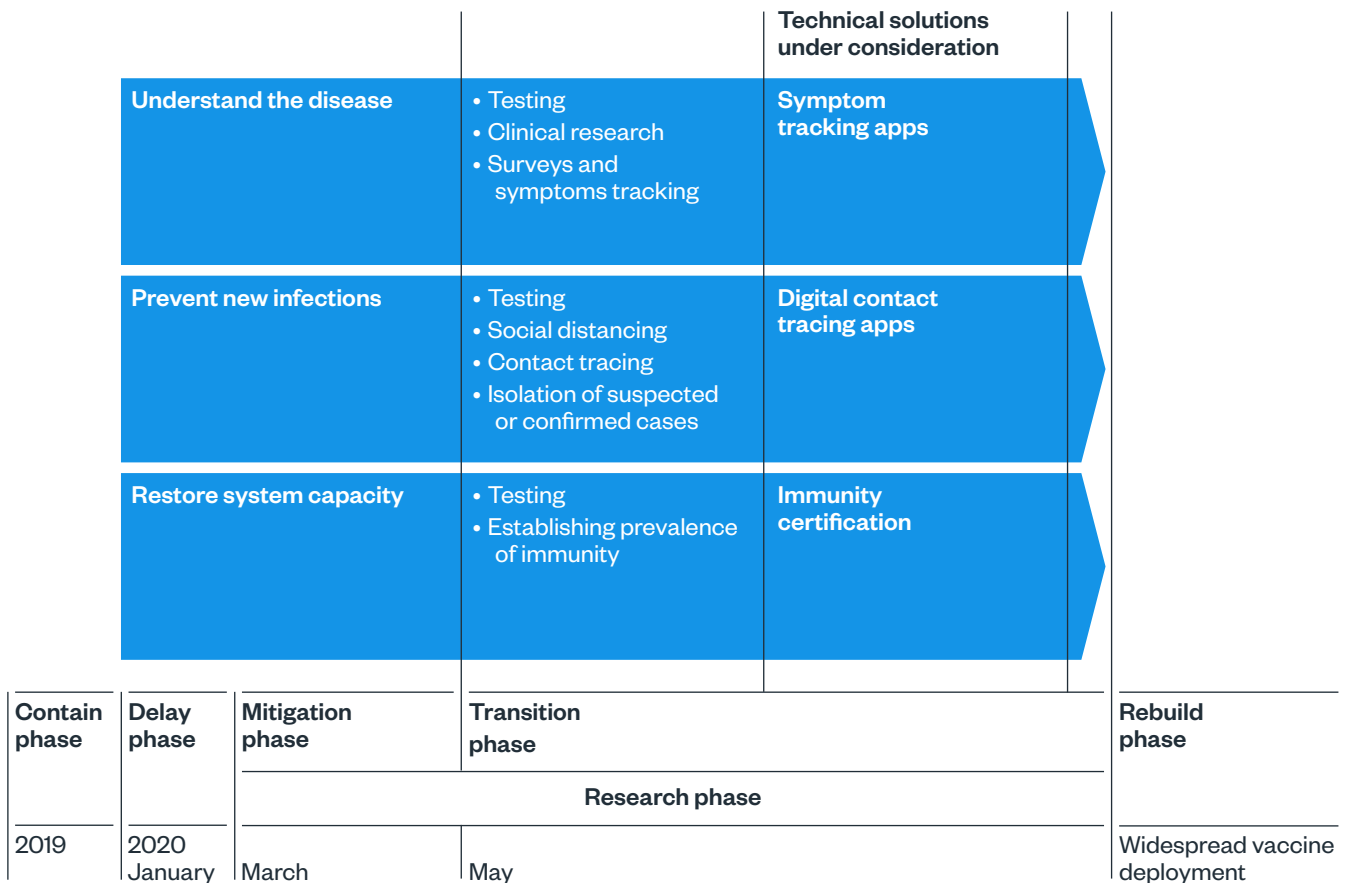 Technical solutions
under consideration
Understand the disease
• Testing
• Clinical research
• Surveys and
symptoms tracking
Symptom
tracking apps
Prevent new infections
• Testing
• Social distancing
• Contact tracing
• Isolation of suspected
or confirmed cases
Digital contact
tracing apps
Restore system capacity
• Testing
• Establishing prevalence
of immunity
Immunity
certification
Contain
phase
Delay
phase
Mitigation
phase
Transition
phase
Rebuild
phase
Research phase
2019
2020
January
March
May
Widespread vaccine
deployment